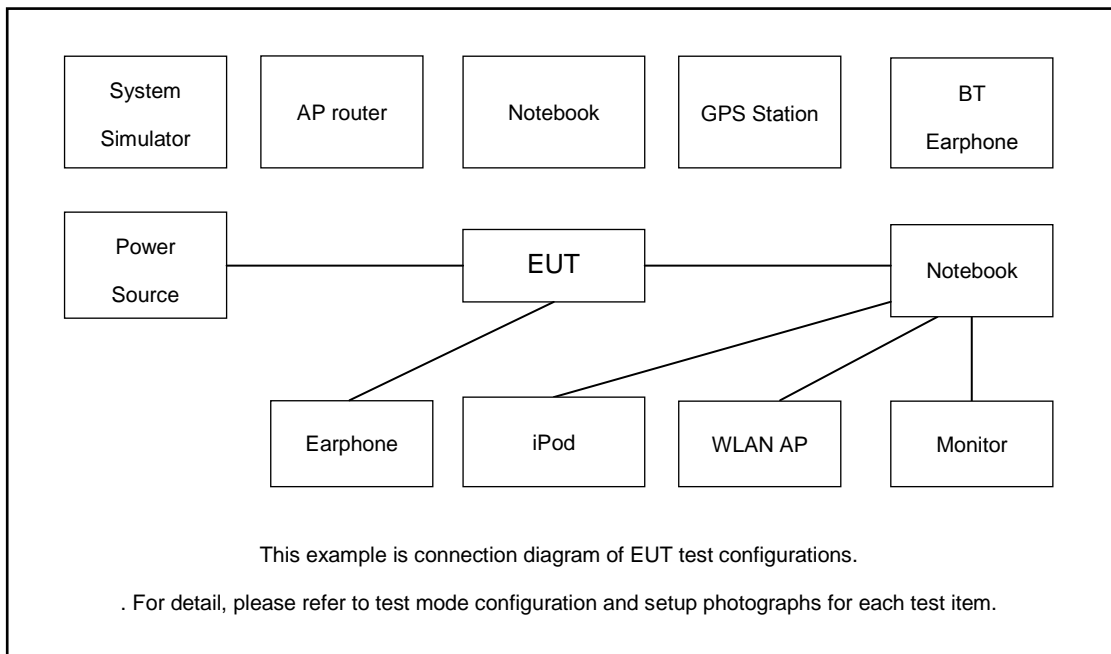 System
Simulator
AP router
Notebook
GPS Station
BT
Earphone
Power
Source
EUT
Notebook
Earphone
iPod
WLAN AP
Monitor
This example is connection diagram of EUT test configurations.
. For detail, please refer to test mode configuration and setup photographs for each test item.